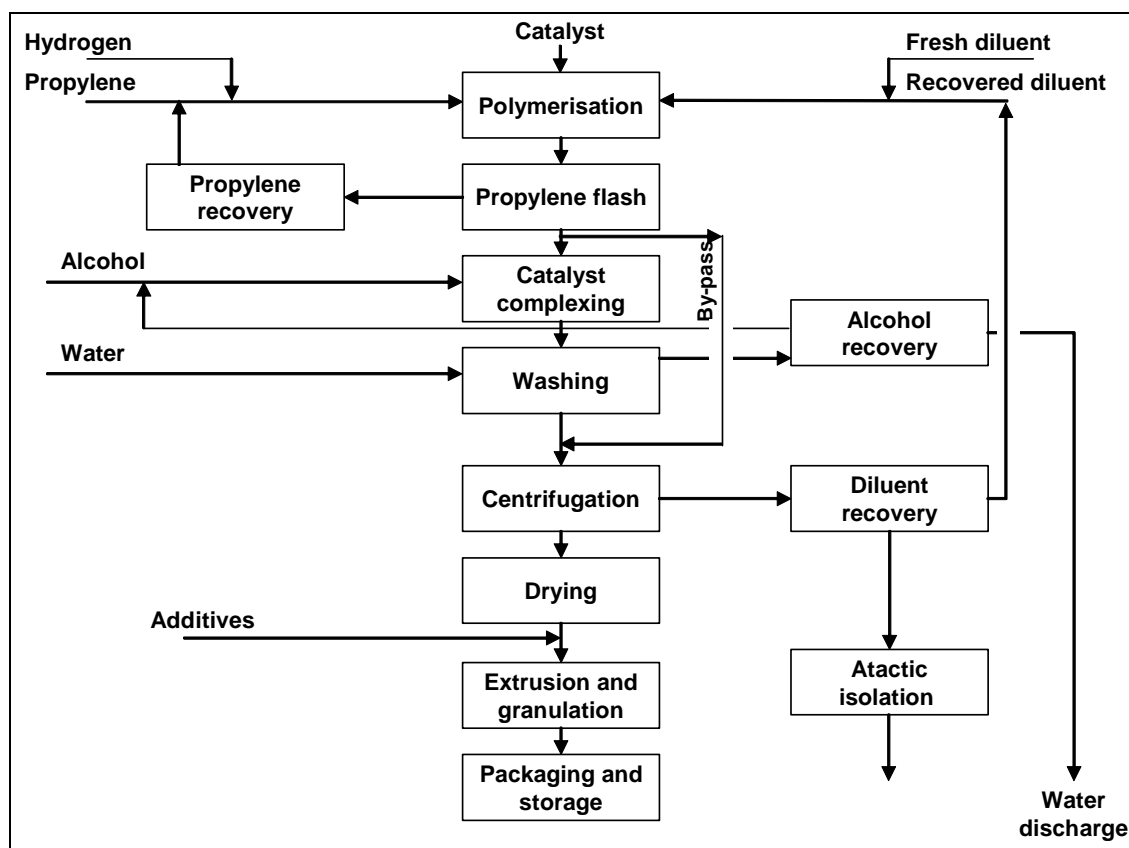 Hydrogen
Catalyst
Fresh diluent
Propylene
Recovered diluent
Polymerisation
Propylene
recovery
Propylene flash
By-pass
Alcohol
Catalyst
complexing
Alcohol
recovery
Water
Washing
Centrifugation
Diluent
recovery
Drying
Additives
Extrusion and
granulation
Atactic
isolation
Packaging and
storage
Water
discharge